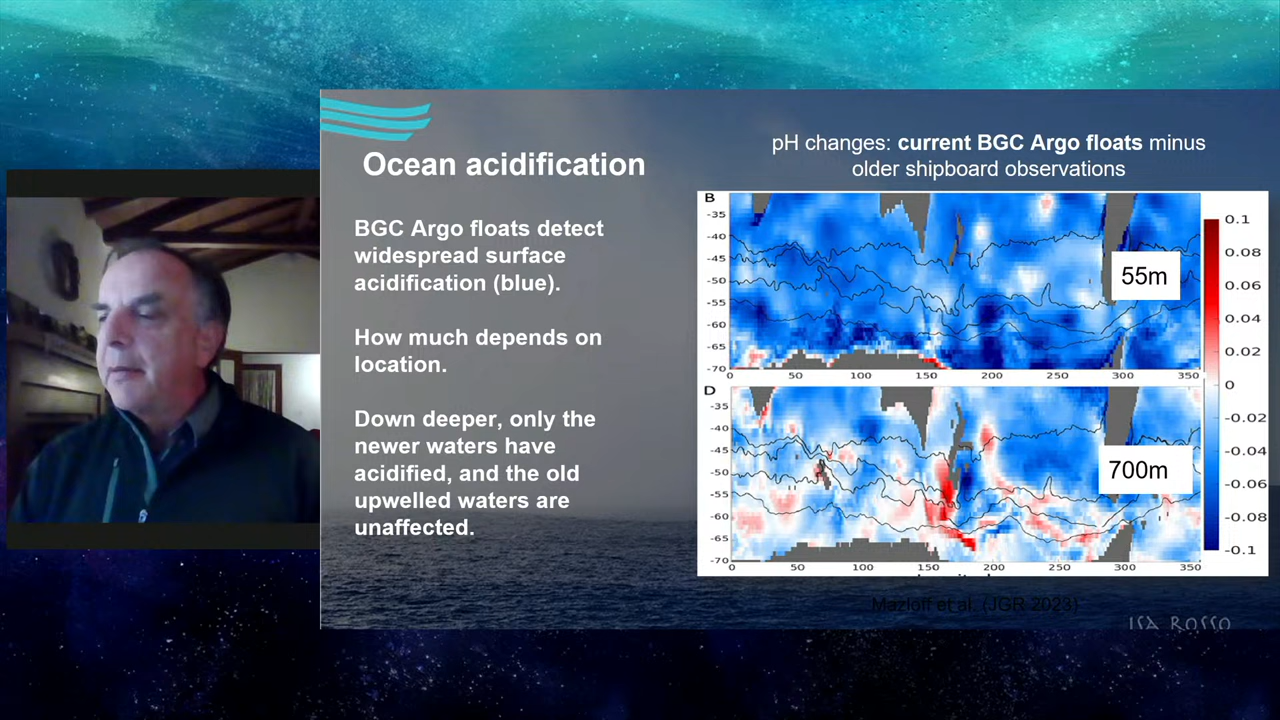 Ocean acidification
BGC Argo floats detect
widespread surface
acidification (blue).
How much depends on
location.
Down deeper, only the
newer waters have
acidified, and the old
upwelled waters are
unaffected.
pH changes: current BGC Argo floats minus
older shipboard observations
B
-35
-40
-45
-50
-55
-60
-65
-70
0 50 100 150 200 250 300 350
55m
D
-35
-40
-45
-50
-55
-60
-65
-70
0 50 100 150 200 250 300 350
700m
0.1
0.08
0.06
0.04
0.02
0
-0.02
-0.04
-0.06
-0.08
-0.1
Mazloff et al. (JGR 2023)
ISA ROSSO